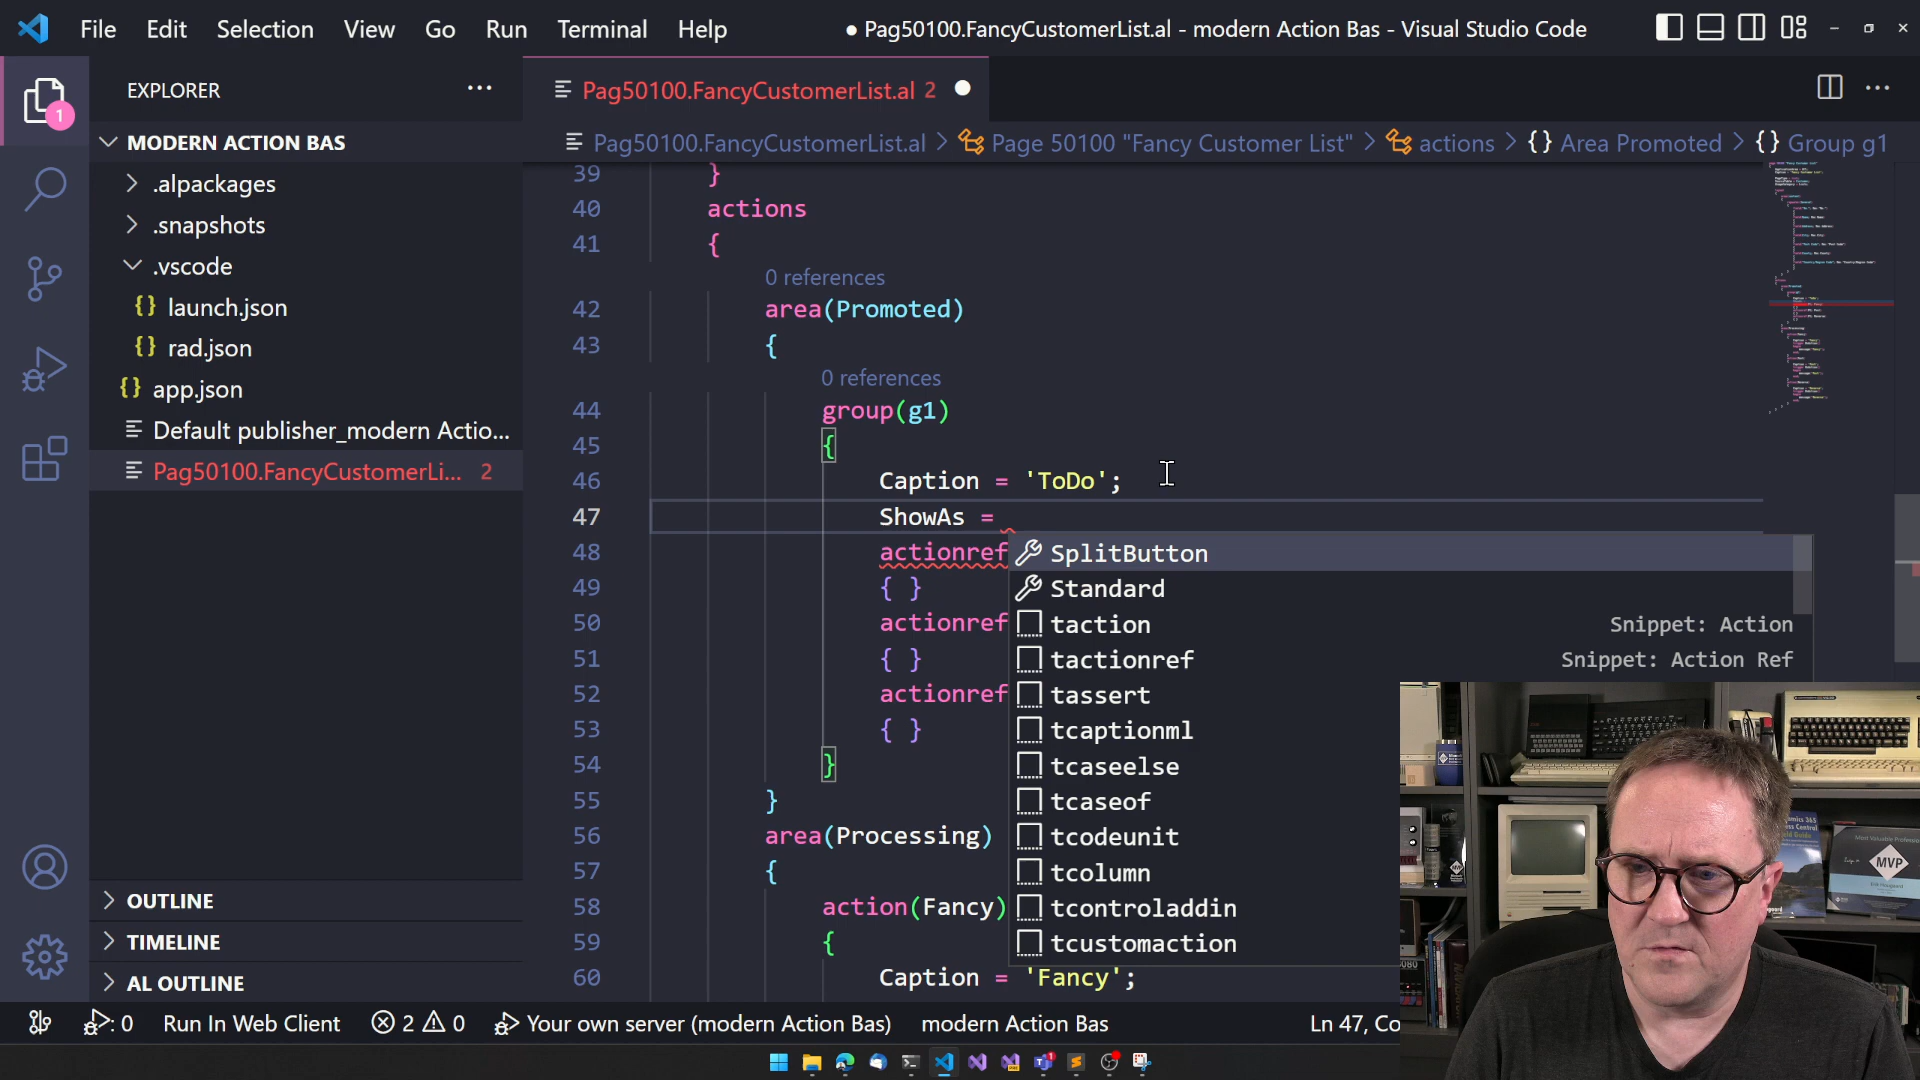 File Edit Selection View Go Run Terminal Help
● Pag50100.FancyCustomerList.al - modern Action Bas - Visual Studio Code
EXPLORER
1
MODERN ACTION BAS
.alpackages
.snapshots
.vscode
{} launch.json
{} rad.json
{} app.json
Default publisher_modern Actio...
Pag50100.FancyCustomerLi... 2
OUTLINE
TIMELINE
AL OUTLINE
Pag50100.FancyCustomerList.al 2
Pag50100.FancyCustomerList.al > Page 50100 "Fancy Customer List" > actions > {} Area Promoted > {} Group g1
39 }
40 actions
41 {
0 references
42 area(Promoted)
43 {
0 references
44 group(g1)
45 {
46 Caption = 'ToDo';
47 ShowAs =
48 actionref
49 { }
50 actionref
51 { }
52 actionref
53 { }
54 }
55 }
56 area(Processing)
57 {
58 action(Fancy)
59 {
60 Caption = 'Fancy';
SplitButton
Standard
taction Snippet: Action
tactionref Snippet: Action Ref
tassert
tcaptionml
tcaseelse
tcaseof
tcodeunit
tcolumn
tcontroladdin
tcustomaction
MVP
0 Run In Web Client 2 0 Your own server (modern Action Bas) modern Action Bas Ln 47, Co